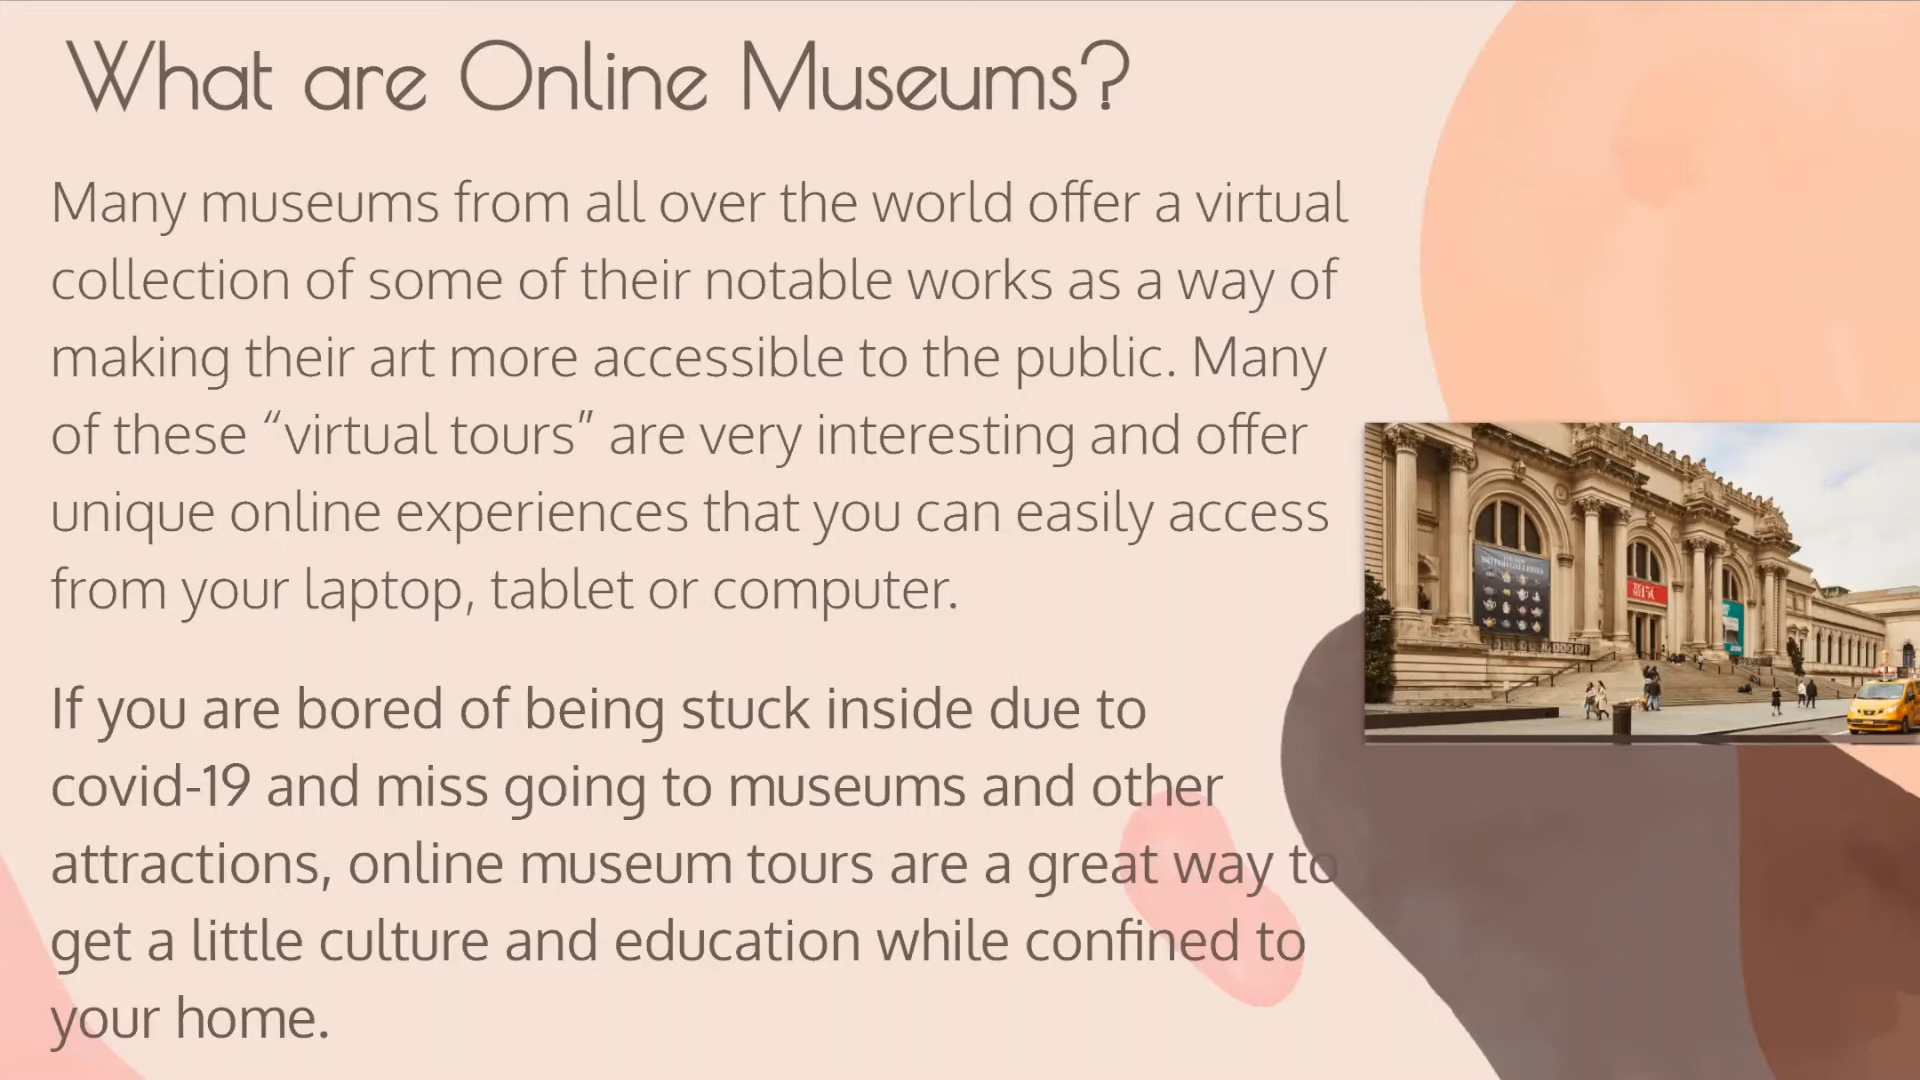 What are Online Museums?
Many museums from all over the world offer a virtual
collection of some of their notable works as a way of
making their art more accessible to the public. Many
of these “virtual tours” are very interesting and offer
unique online experiences that you can easily access
from your laptop, tablet or computer.
If you are bored of being stuck inside due to
covid-19 and miss going to museums and other
attractions, online museum tours are a great way to
get a little culture and education while confined to
your home.
BRITISH GALLERIES